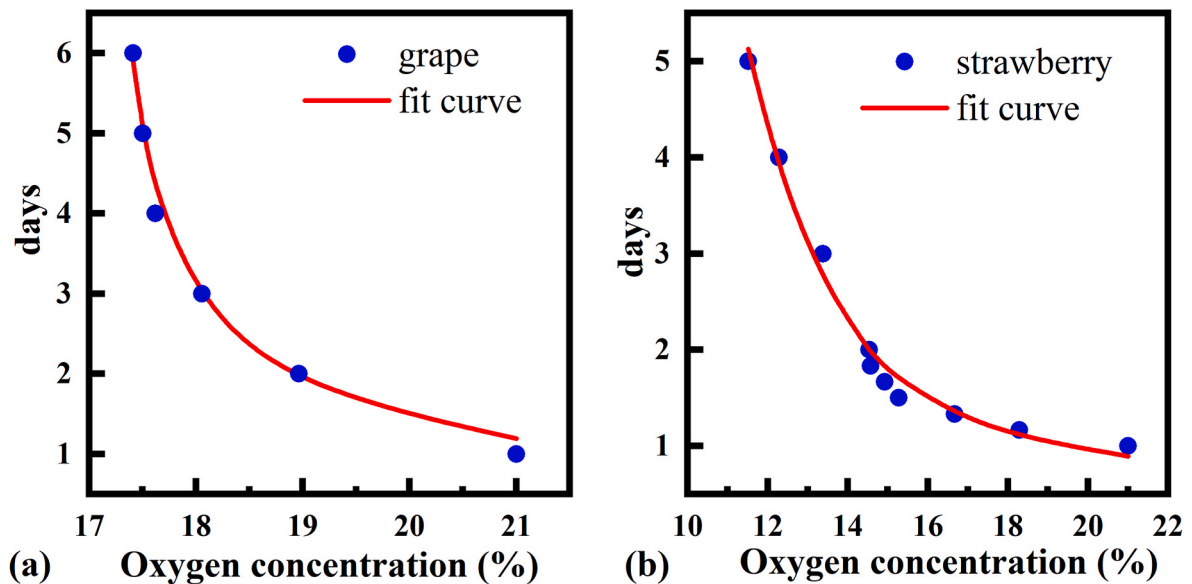 6
5
4
3
2
1
days
grape
fit curve
17
18
19
20
21
(a)
Oxygen concentration (%)
5
4
3
2
1
days
strawberry
fit curve
10
12
14
16
18
20
22
(b)
Oxygen concentration (%)